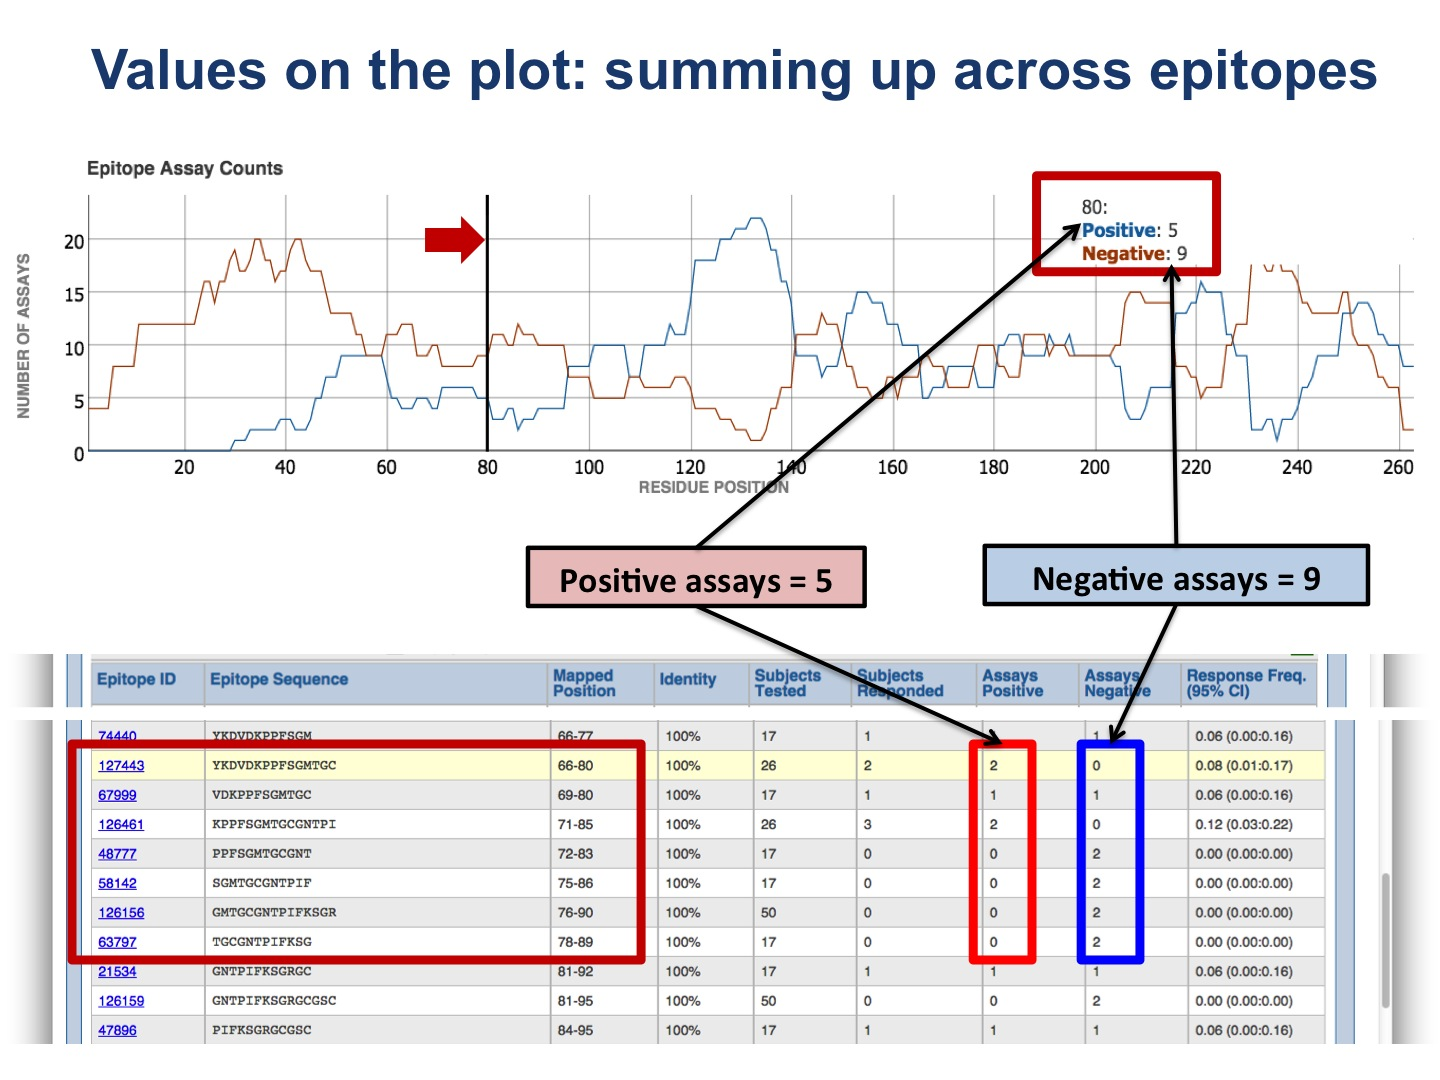 Values on the plot: summing up across epitopes
Epitope Assay Counts
80:
Positive: 5
Negative: 9
NUMBER OF ASSAYS
20
15
10
5
0
20 40 60 80 100 120 140 160 180 200 220 240 260
RESIDUE POSITION
Positive assays = 5
Negative assays = 9
Epitope ID Epitope Sequence Mapped Position Identity Subjects Tested Subjects Responded Assays Positive Assays Negative Response Freq. (95% CI)
74440 YKDVDKPPFSGM 66-77 100% 17 1 1 0.06 (0.00:0.16)
127443 YKDVDKPPFSGMTGC 66-80 100% 26 2 2 0 0.08 (0.01:0.17)
67999 VDKPPFSGMTGC 69-80 100% 17 1 1 1 0.06 (0.00:0.16)
126461 KPPFSGMTGCGNTPI 71-85 100% 26 3 2 0 0.12 (0.03:0.22)
48777 PPFSGMTGCGNT 72-83 100% 17 0 0 2 0.00 (0.00:0.00)
58142 SGMTGCGNTPIF 75-86 100% 17 0 0 2 0.00 (0.00:0.00)
126156 GMTGCGNTPIFKSGR 76-90 100% 50 0 0 2 0.00 (0.00:0.00)
63797 TGCGNTPIFKSG 78-89 100% 17 0 0 2 0.00 (0.00:0.00)
21534 GNTPIFKSGRGC 81-92 100% 17 1 1 1 0.06 (0.00:0.16)
126159 GNTPIFKSGRGCGSC 81-95 100% 50 0 0 2 0.00 (0.00:0.00)
47896 PIFKSGRGCGSC 84-95 100% 17 1 1 1 0.06 (0.00:0.16)